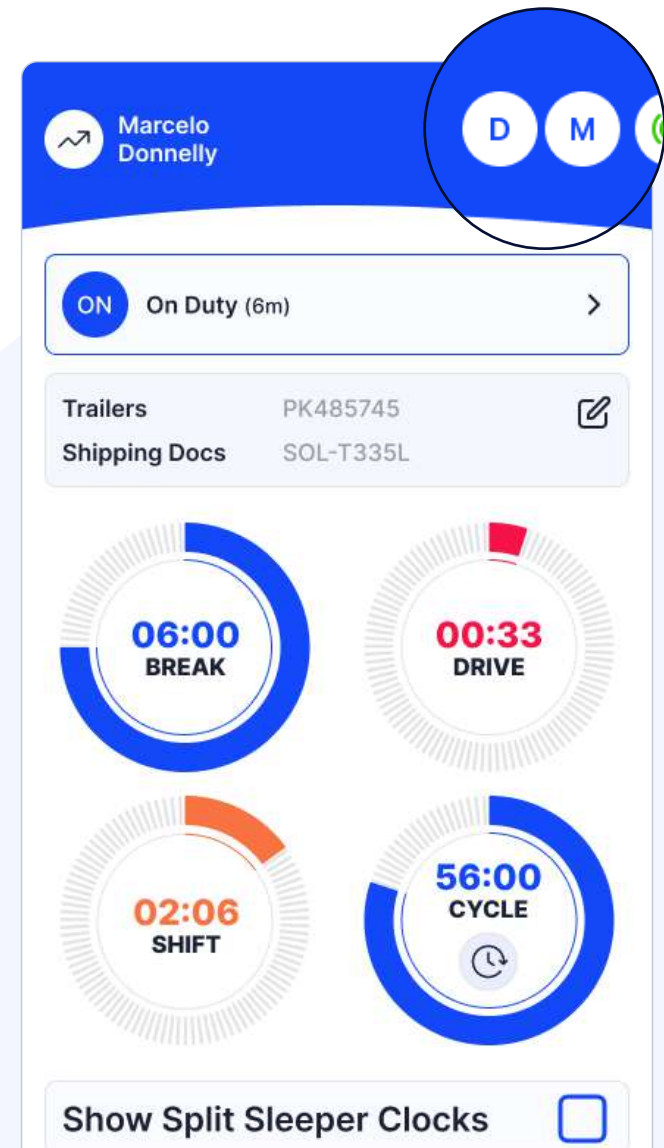 Marcelo
Donnelly
D M
ON On Duty (6m)
Trailers PK485745
Shipping Docs SOL-T335L
06:00
BREAK
00:33
DRIVE
02:06
SHIFT
56:00
CYCLE
Show Split Sleeper Clocks